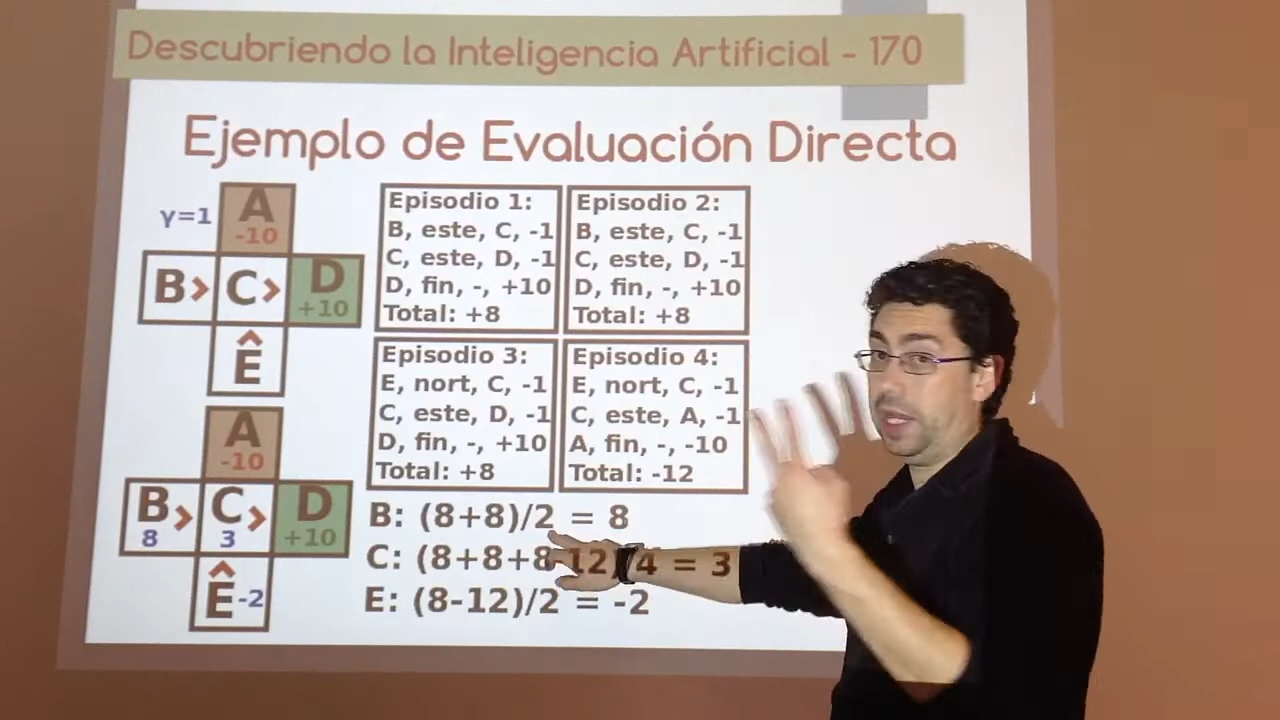 Descubriendo la Inteligencia Artificial - 170
Ejemplo de Evaluación Directa
γ=1
A
-10
B>
C>
D
+10
^
E
Episodio 1:
B, este, C, -1
C, este, D, -1
D, fin, -, +10
Total: +8
Episodio 2:
B, este, C, -1
C, este, D, -1
D, fin, -, +10
Total: +8
Episodio 3:
E, nort, C, -1
C, este, D, -1
D, fin, -, +10
Total: +8
Episodio 4:
E, nort, C, -1
C, este, A, -1
A, fin, -, -10
Total: -12
A
-10
B>
8
C>
3
D
+10
^
E -2
B: (8+8)/2 = 8
C: (8+8+8-12)/4 = 3
E: (8-12)/2 = -2